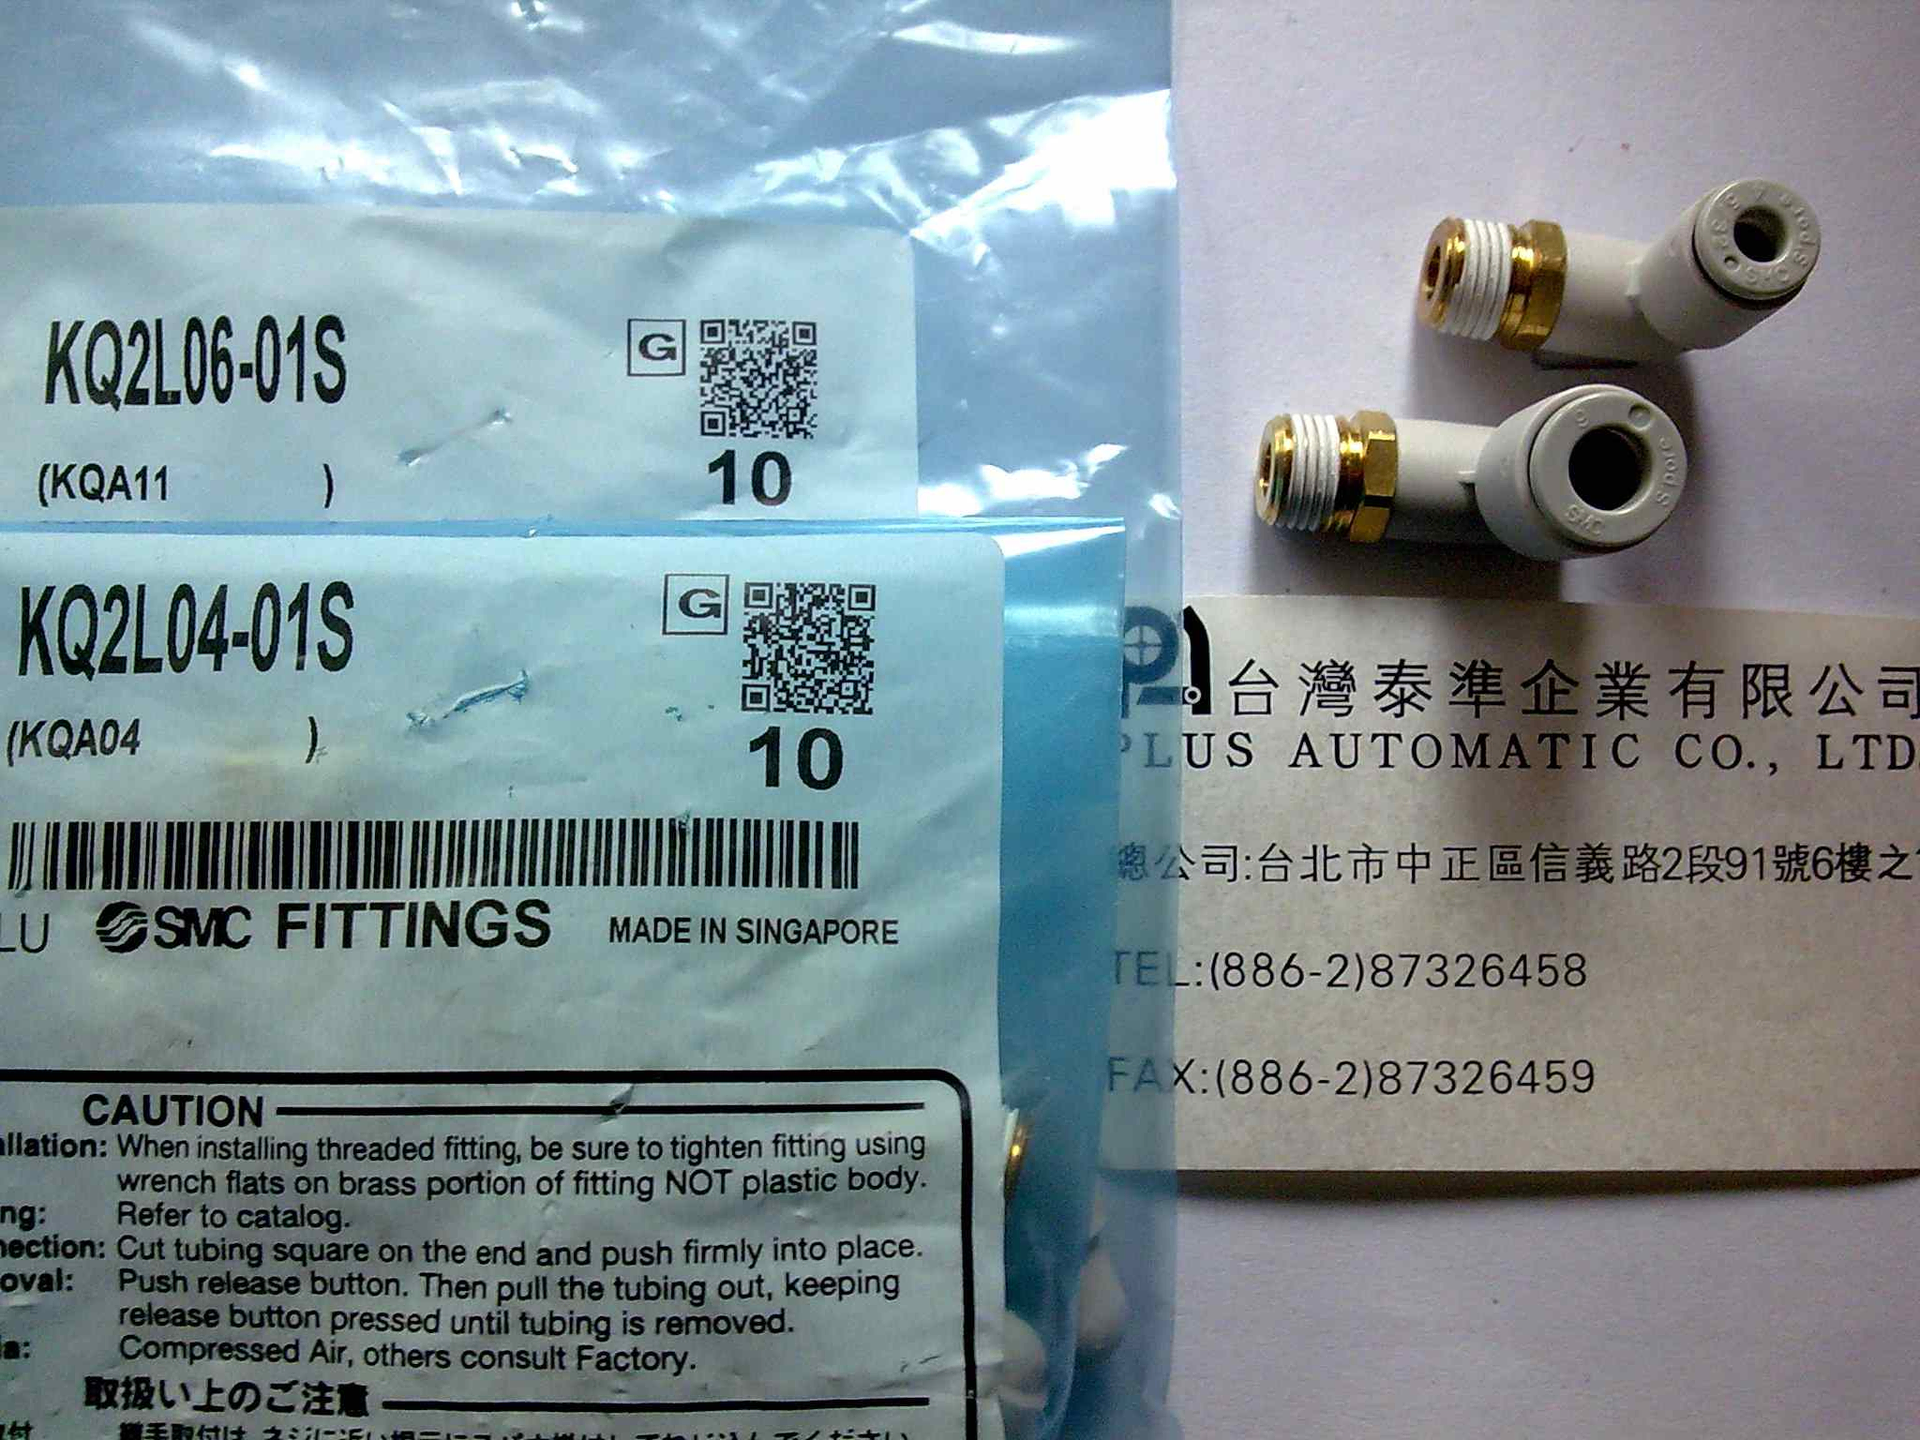 KQ2L06-01S
G
(KQA11 )
10
KQ2L04-01S
G
(KQA04 )
10
LU SMC FITTINGS MADE IN SINGAPORE
CAUTION
allation: When installing threaded fitting, be sure to tighten fitting using
wrench flats on brass portion of fitting NOT plastic body.
ng: Refer to catalog.
nection: Cut tubing square on the end and push firmly into place.
oval: Push release button. Then pull the tubing out, keeping
release button pressed until tubing is removed.
a: Compressed Air, others consult Factory.
取扱い上のご注意
台灣泰準企業有限公司
PLUS AUTOMATIC CO., LTD.
總公司:台北市中正區信義路2段91號6樓之
TEL:(886-2)87326458
FAX:(886-2)87326459